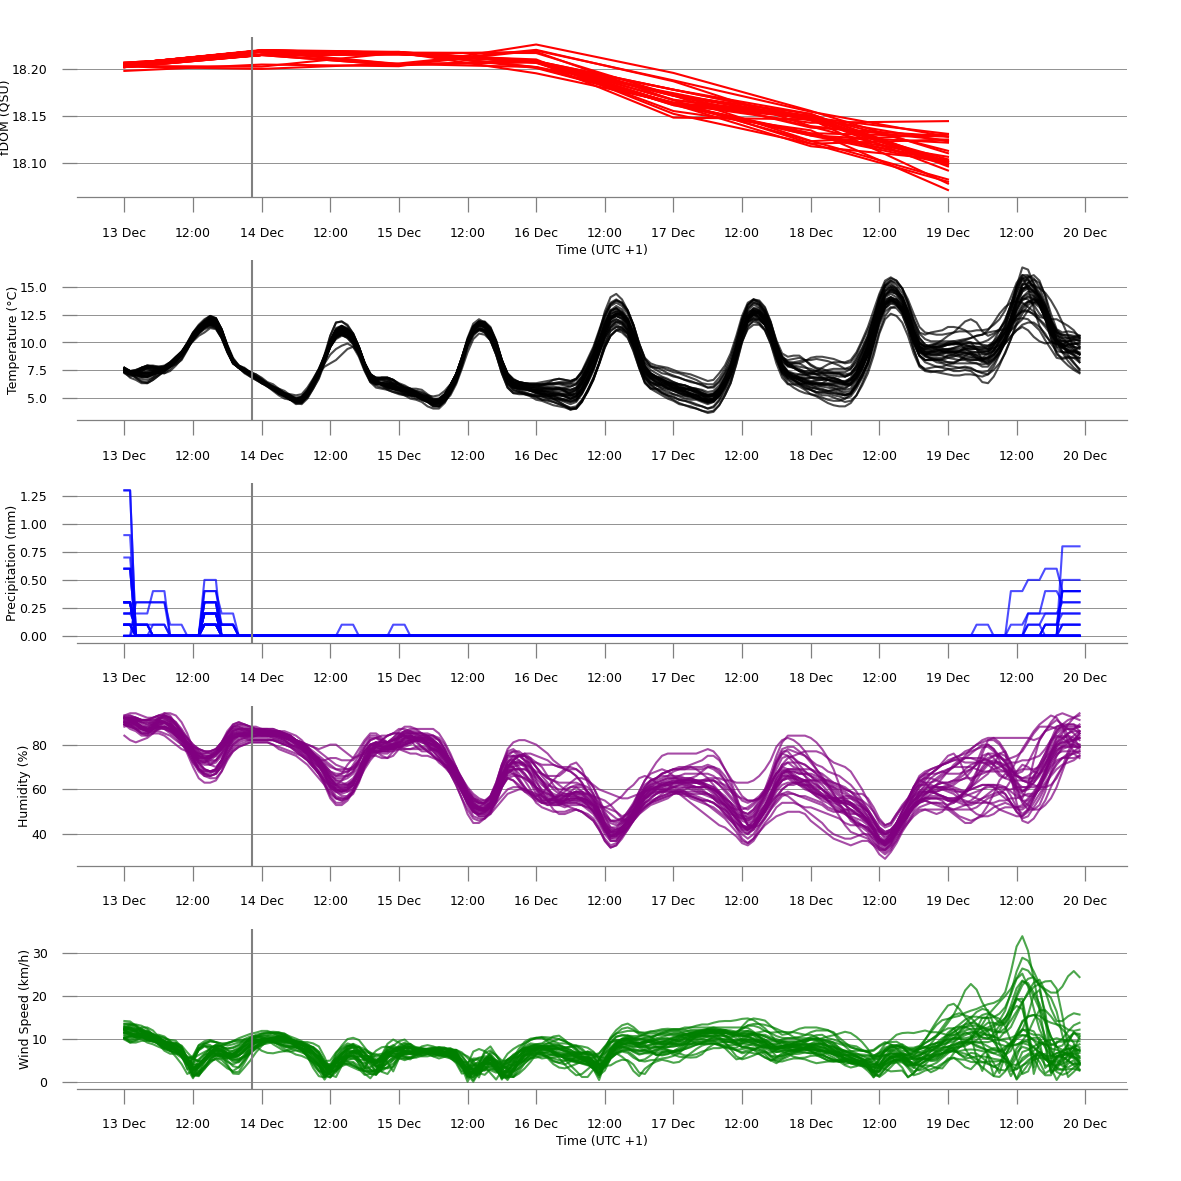 fDOM (QSU)
18.20
18.15
18.10
13 Dec 12:00 14 Dec 12:00 15 Dec 12:00 16 Dec 12:00 17 Dec 12:00 18 Dec 12:00 19 Dec 12:00 20 Dec
Time (UTC +1)
Temperature (°C)
15.0
12.5
10.0
7.5
5.0
13 Dec 12:00 14 Dec 12:00 15 Dec 12:00 16 Dec 12:00 17 Dec 12:00 18 Dec 12:00 19 Dec 12:00 20 Dec
Precipitation (mm)
1.25
1.00
0.75
0.50
0.25
0.00
13 Dec 12:00 14 Dec 12:00 15 Dec 12:00 16 Dec 12:00 17 Dec 12:00 18 Dec 12:00 19 Dec 12:00 20 Dec
Humidity (%)
80
60
40
13 Dec 12:00 14 Dec 12:00 15 Dec 12:00 16 Dec 12:00 17 Dec 12:00 18 Dec 12:00 19 Dec 12:00 20 Dec
Wind Speed (km/h)
30
20
10
0
13 Dec 12:00 14 Dec 12:00 15 Dec 12:00 16 Dec 12:00 17 Dec 12:00 18 Dec 12:00 19 Dec 12:00 20 Dec
Time (UTC +1)